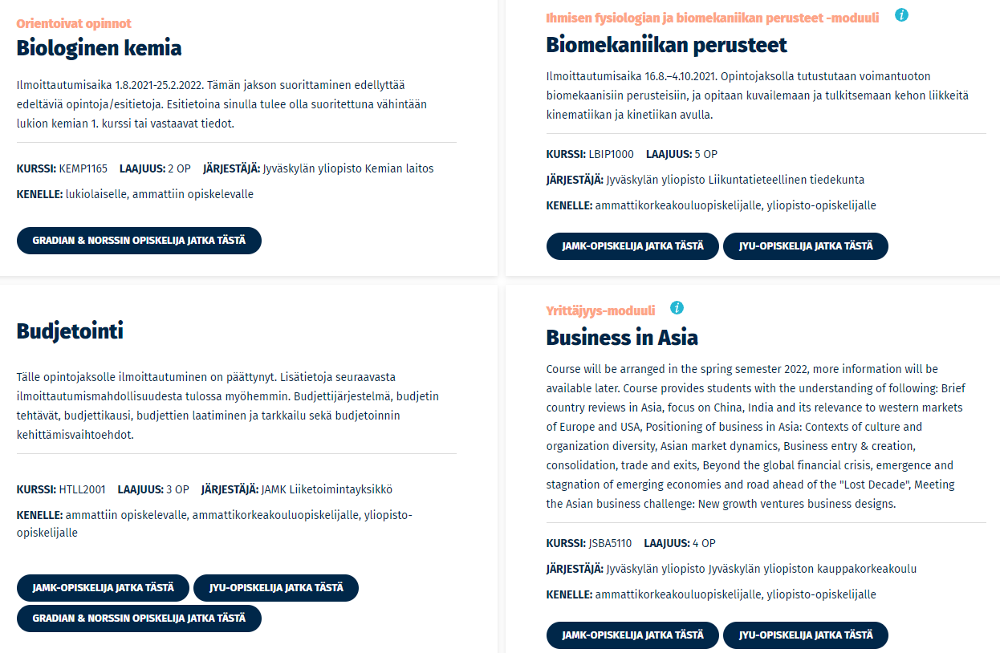 Orientoivat opinnot
Biologinen kemia
Ilmoittautumisaika 1.8.2021-25.2.2022. Tämän jakson suorittaminen edellyttää
edeltäviä opintoja/esitietoja. Esitietoina sinulla tulee olla suoritettuna vähintään
lukion kemian 1. kurssi tai vastaavat tiedot.
KURSSI: KEMP1165 LAAJUUS: 2 OP JÄRJESTÄJÄ: Jyväskylän yliopisto Kemian laitos
KENELLE: lukiolaiselle, ammattiin opiskelevalle
GRADIAN & NORSSIN OPISKELIJA JATKA TÄSTÄ
Ihmisen fysiologian ja biomekaniikan perusteet -moduuli i
Biomekaniikan perusteet
Ilmoittautumisaika 16.8.–4.10.2021. Opintojaksolla tutustutaan voimantuoton
biomekaanisiin perusteisiin, ja opitaan kuvailemaan ja tulkitsemaan kehon liikkeitä
kinematiikan ja kinetiikan avulla.
KURSSI: LBIP1000 LAAJUUS: 5 OP
JÄRJESTÄJÄ: Jyväskylän yliopisto Liikuntatieteellinen tiedekunta
KENELLE: ammattikorkeakouluopiskelijalle, yliopisto-opiskelijalle
JAMK-OPISKELIJA JATKA TÄSTÄ JYU-OPISKELIJA JATKA TÄSTÄ
Budjetointi
Tälle opintojaksolle ilmoittautuminen on päättynyt. Lisätietoja seuraavasta
ilmoittautumismahdollisuudesta tulossa myöhemmin. Budjettijärjestelmä, budjetin
tehtävät, budjettikausi, budjettien laatiminen ja tarkkailu sekä budjetoinnin
kehittämisvaihtoehdot.
KURSSI: HTLL2001 LAAJUUS: 3 OP JÄRJESTÄJÄ: JAMK Liiketoimintayksikkö
KENELLE: ammattiin opiskelevalle, ammattikorkeakouluopiskelijalle, yliopisto-
opiskelijalle
JAMK-OPISKELIJA JATKA TÄSTÄ JYU-OPISKELIJA JATKA TÄSTÄ
GRADIAN & NORSSIN OPISKELIJA JATKA TÄSTÄ
Yrittäjyys-moduuli i
Business in Asia
Course will be arranged in the spring semester 2022, more information will be
available later. Course provides students with the understanding of following: Brief
country reviews in Asia, focus on China, India and its relevance to western markets
of Europe and USA, Positioning of business in Asia: Contexts of culture and
organization diversity, Asian market dynamics, Business entry & creation,
consolidation, trade and exits, Beyond the global financial crisis, emergence and
stagnation of emerging economies and road ahead of the "Lost Decade", Meeting
the Asian business challenge: New growth ventures business designs.
KURSSI: JSBA5110 LAAJUUS: 4 OP
JÄRJESTÄJÄ: Jyväskylän yliopisto Jyväskylän yliopiston kauppakorkeakoulu
KENELLE: ammattikorkeakouluopiskelijalle, yliopisto-opiskelijalle
JAMK-OPISKELIJA JATKA TÄSTÄ JYU-OPISKELIJA JATKA TÄSTÄ